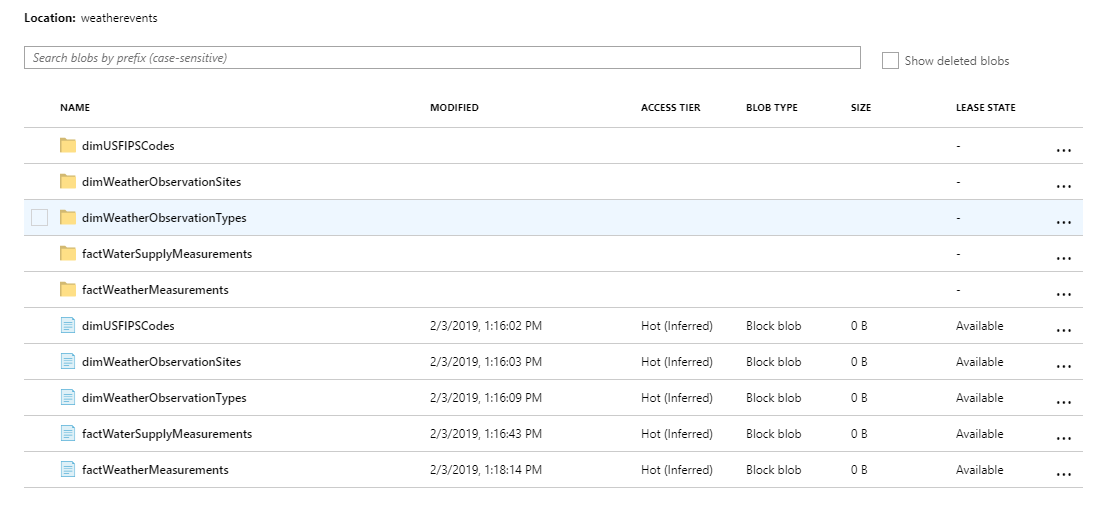 Location: weatherevents
Search blobs by prefix (case-sensitive)
Show deleted blobs
NAME MODIFIED ACCESS TIER BLOB TYPE SIZE LEASE STATE
dimUSFIPSCodes - ...
dimWeatherObservationSites - ...
dimWeatherObservationTypes - ...
factWaterSupplyMeasurements - ...
factWeatherMeasurements - ...
dimUSFIPSCodes 2/3/2019, 1:16:02 PM Hot (Inferred) Block blob 0 B Available ...
dimWeatherObservationSites 2/3/2019, 1:16:03 PM Hot (Inferred) Block blob 0 B Available ...
dimWeatherObservationTypes 2/3/2019, 1:16:09 PM Hot (Inferred) Block blob 0 B Available ...
factWaterSupplyMeasurements 2/3/2019, 1:16:43 PM Hot (Inferred) Block blob 0 B Available ...
factWeatherMeasurements 2/3/2019, 1:18:14 PM Hot (Inferred) Block blob 0 B Available ...